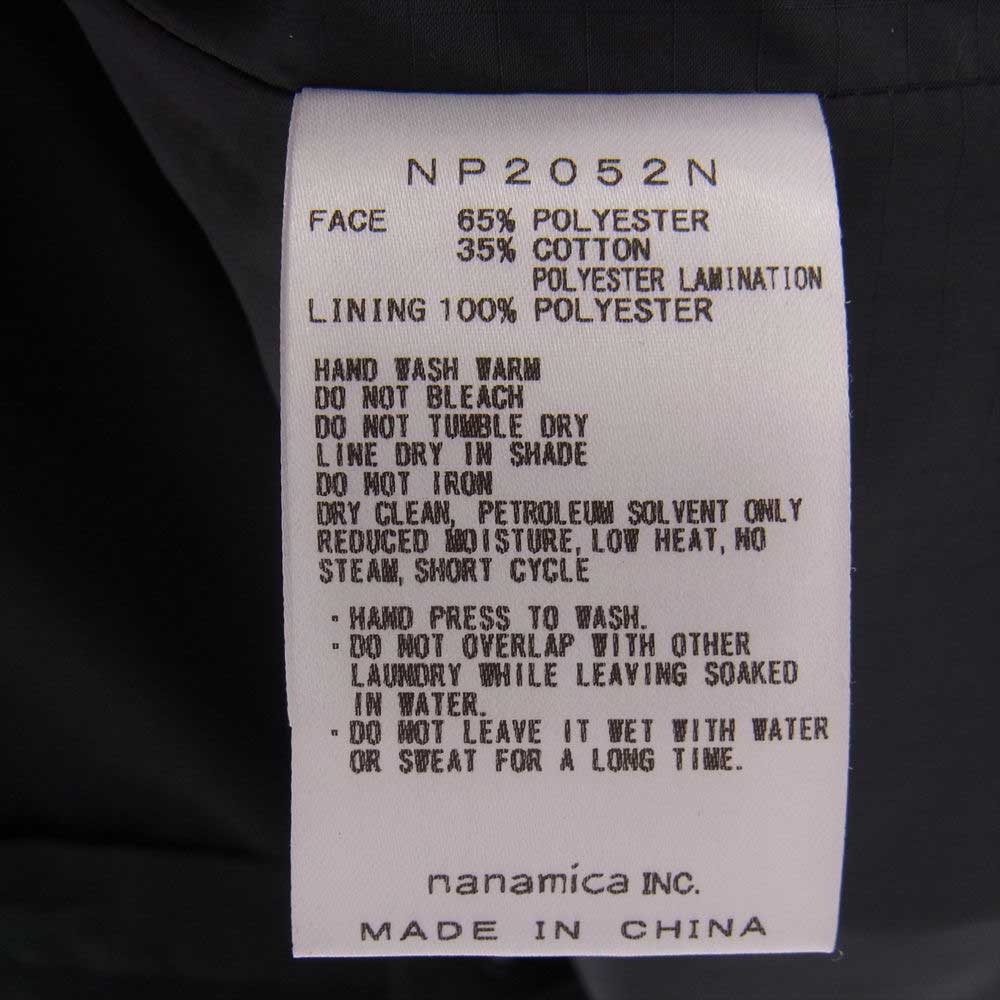 NP2052N
FACE 65% POLYESTER
35% COTTON
POLYESTER LAMINATION
LINING 100% POLYESTER
HAND WASH WARM
DO NOT BLEACH
DO NOT TUMBLE DRY
LINE DRY IN SHADE
DO NOT IRON
DRY CLEAN, PETROLEUM SOLVENT ONLY
REDUCED MOISTURE, LOW HEAT, NO
STEAM, SHORT CYCLE
・HAND PRESS TO WASH.
・DO NOT OVERLAP WITH OTHER
LAUNDRY WHILE LEAVING SOAKED
IN WATER.
・DO NOT LEAVE IT WET WITH WATER
OR SWEAT FOR A LONG TIME.
nanamica INC.
MADE IN CHINA